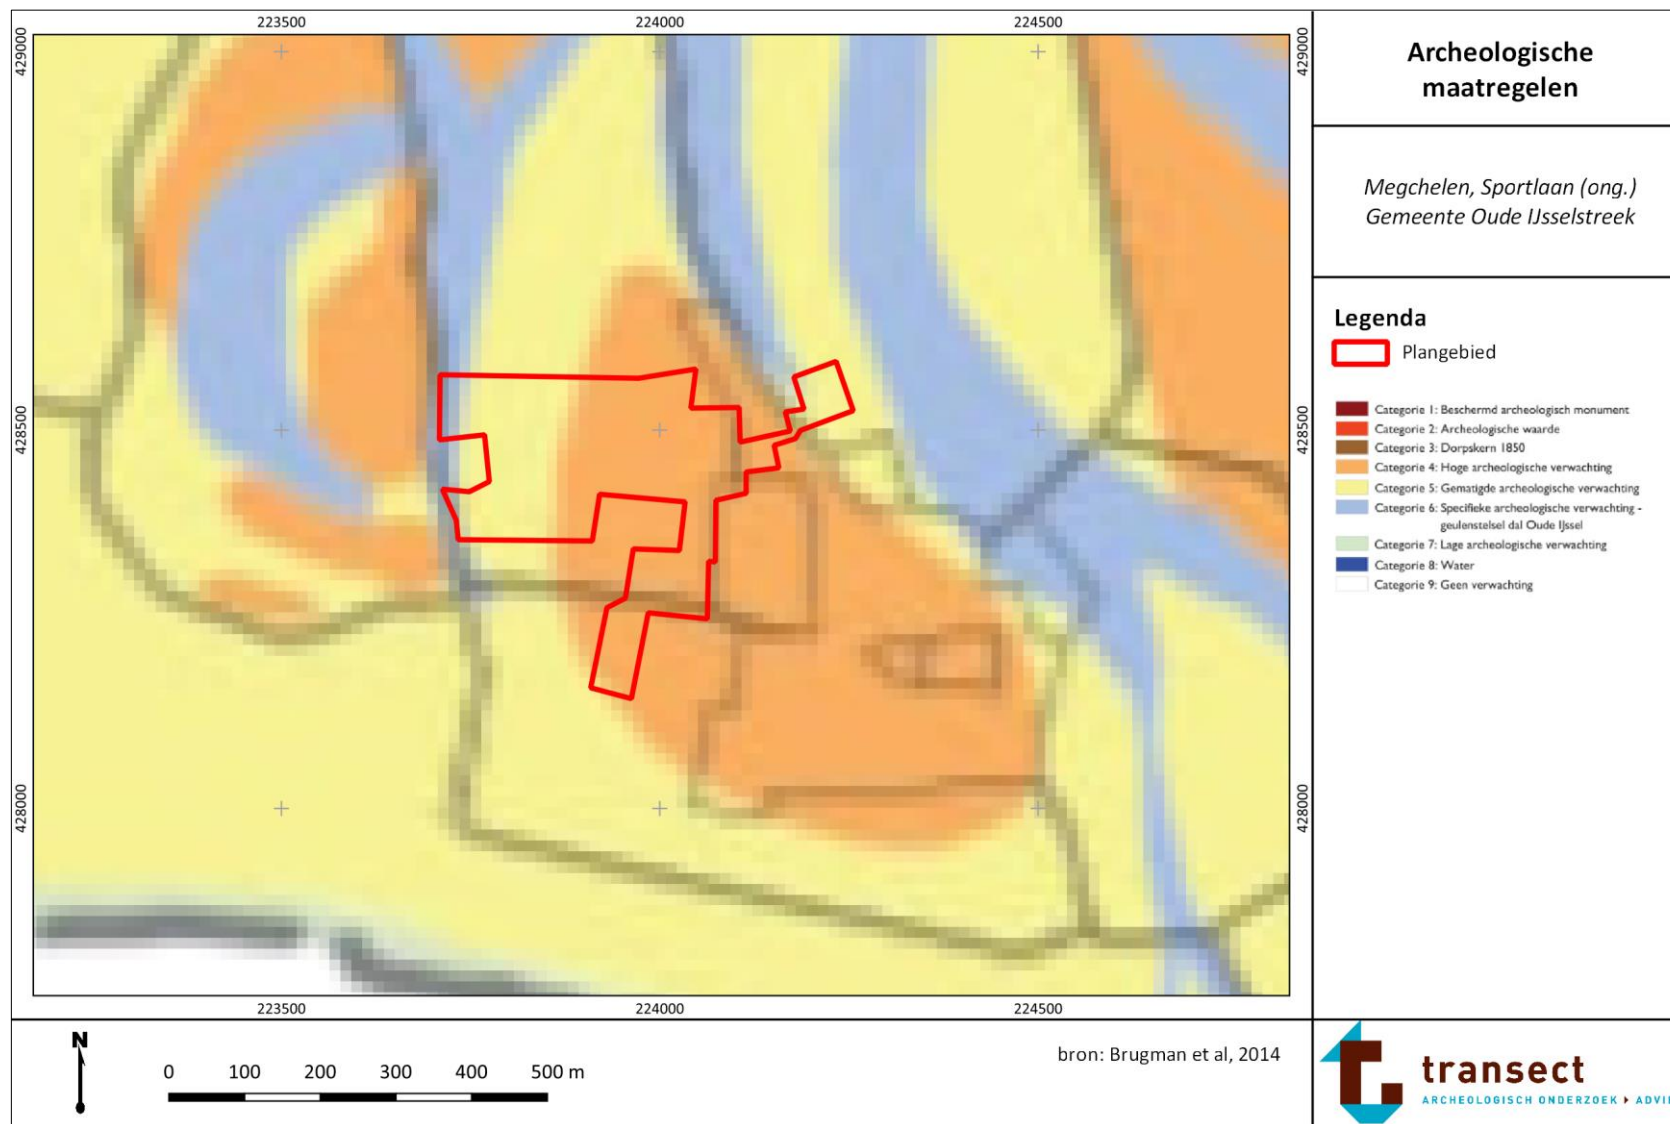 223500
224000
224500
429000
429000
428500
428500
428000
428000
223500
224000
224500
Archeologische
maatregelen
Megchelen, Sportlaan (ong.)
Gemeente Oude IJsselstreek
Legenda
Plangebied
Categorie 1: Beschermd archeologisch monument
Categorie 2: Archeologische waarde
Categorie 3: Dorpskern 1850
Categorie 4: Hoge archeologische verwachting
Categorie 5: Gematigde archeologische verwachting
Categorie 6: Specifieke archeologische verwachting -
geulenstelsel dal Oude IJssel
Categorie 7: Lage archeologische verwachting
Categorie 8: Water
Categorie 9: Geen verwachting
N
0 100 200 300 400 500 m
bron: Brugman et al, 2014
transect
ARCHEOLOGISCH ONDERZOEK ADVI